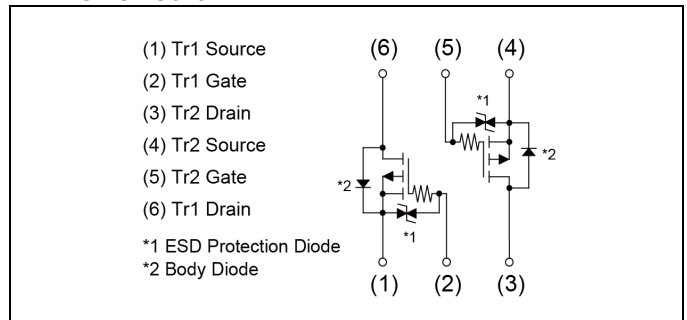 (1) Tr1 Source
(2) Tr1 Gate
(3) Tr2 Drain
(4) Tr2 Source
(5) Tr2 Gate
(6) Tr1 Drain
*1 ESD Protection Diode
*2 Body Diode
(6) (5) (4)
*1
*2
*2
*1
(1) (2) (3)